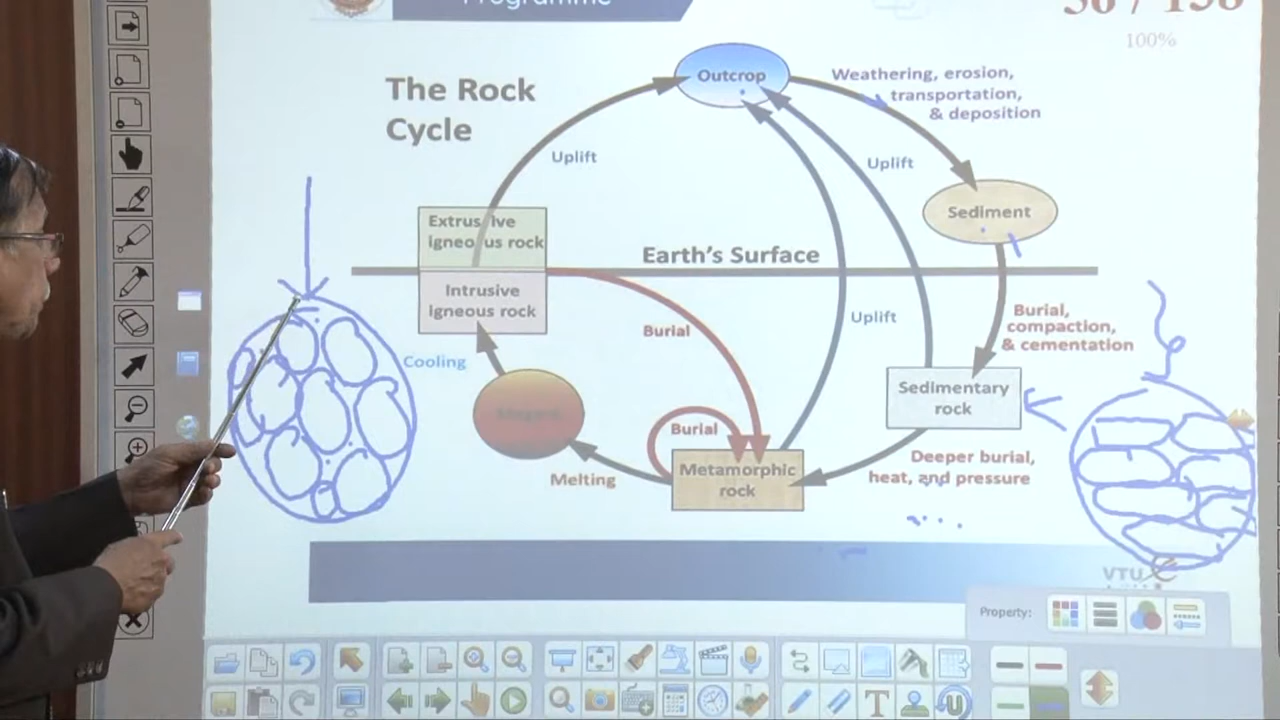 Programme
100%
The Rock
Cycle
Outcrop
Weathering, erosion,
transportation,
& deposition
Uplift
Uplift
Sediment
Extrusive
igneous rock
Earth's Surface
Intrusive
igneous rock
Burial
Uplift
Burial,
compaction,
& cementation
Cooling
Sedimentary
rock
Burial
Metamorphic
rock
Melting
Deeper burial,
heat, and pressure
VTU
Property:
T